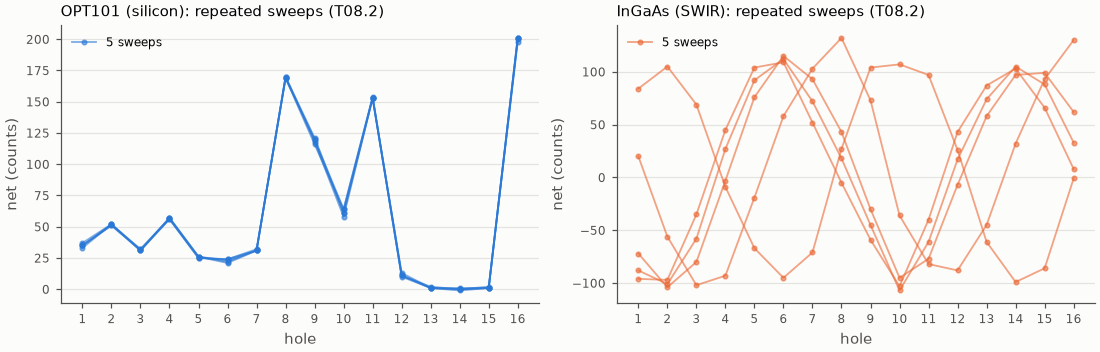 OPT101 (silicon): repeated sweeps (T08.2)
5 sweeps
net (counts)
200
175
150
125
100
75
50
25
0
1 2 3 4 5 6 7 8 9 10 11 12 13 14 15 16
hole
InGaAs (SWIR): repeated sweeps (T08.2)
5 sweeps
net (counts)
100
50
0
−50
−100
1 2 3 4 5 6 7 8 9 10 11 12 13 14 15 16
hole